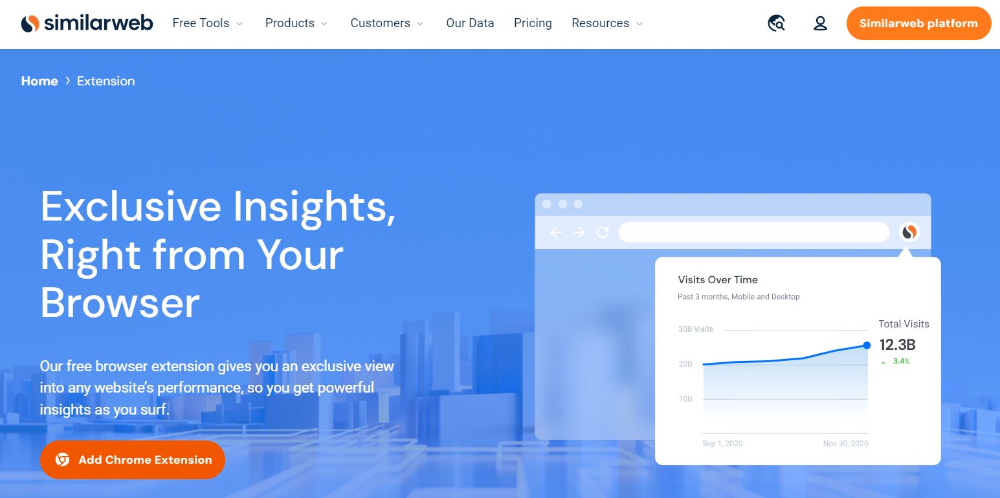 similarweb Free Tools Products Customers Our Data Pricing Resources Similarweb platform
Home Extension
Exclusive Insights,
Right from Your
Browser
Our free browser extension gives you an exclusive view
into any website’s performance, so you get powerful
insights as you surf.
Add Chrome Extension
Visits Over Time
Past 3 months, Mobile and Desktop
30B Visits
20B
10B
Sep 1, 2020 Nov 30, 2020
Total Visits
12.3B
3.4%